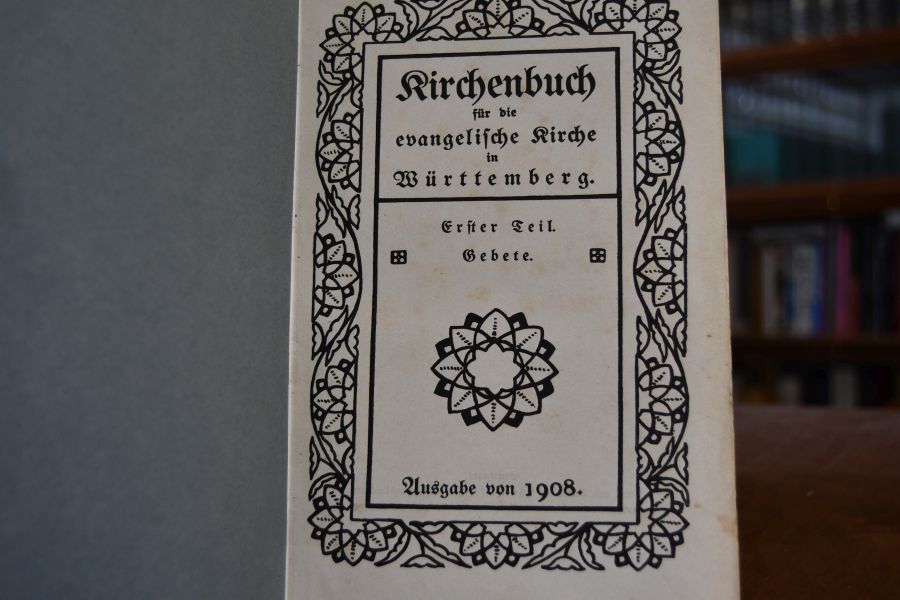 Kirchenbuch
für die
evangeliſche Kirche
in
Württemberg.
Erſter Teil.
Gebete.
Ausgabe von 1908.